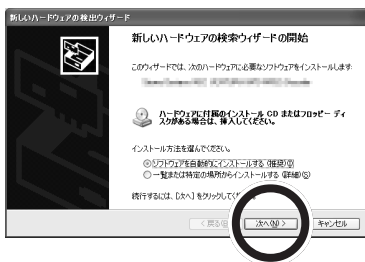 新しいハードウェアの検出ウィザード
新しいハードウェアの検索ウィザードの開始
このウィザードでは、次のハードウェアに必要なソフトウェアをインストールします:
ハードウェアに付属のインストール CD またはフロッピー ディ
スクがある場合は、挿入してください。
インストール方法を選んでください。
ソフトウェアを自動的にインストールする (推奨)(I)
一覧または特定の場所からインストールする (詳細)(S)
続行するには、[次へ] をクリックしてください。
< 戻る(B) 次へ(N) > キャンセル